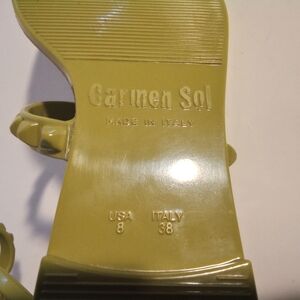 Carmen Sol
MADE IN ITALY
USA ITALY
8 38